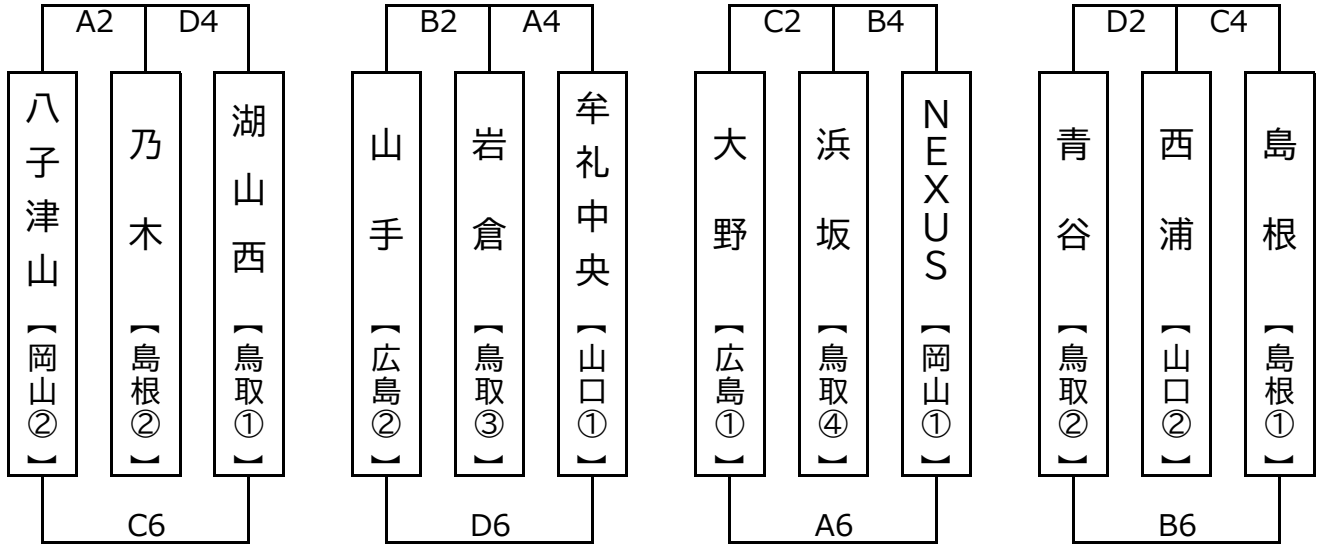 A2 D4 B2 A4 C2 B4 D2 C4
八子津山【岡山②】
乃木【島根②】
湖山西【鳥取①】
山手【広島②】
岩倉【鳥取③】
牟礼中央【山口①】
大野【広島①】
浜坂【鳥取④】
NEXUS【岡山①】
青谷【鳥取②】
西浦【山口②】
島根【島根①】
C6 D6 A6 B6